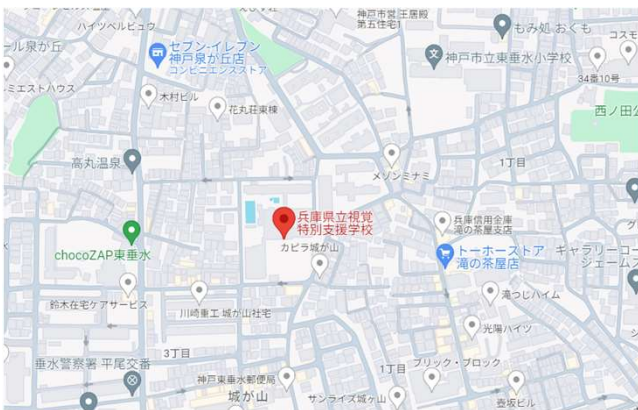 ハイツベルビュウ
神戸市営 王居殿
第五住宅1
もみ処 おくも
コスモ
ール泉が丘
セブン-イレブン
神戸泉が丘店
コンビニエンスストア
神戸市立東垂水小学校
34番10号
ルミエストハウス
木村ビル
花丸荘東棟
西ノ田公
高丸温泉
メゾンミナミ
1丁目
兵庫県立視覚
特別支援学校
兵庫信用金庫
滝の茶屋支店
カピラ城が山
chocoZAP東垂水
トーホーストア
滝の茶屋店
ギャラリーコー
ジェームス
鈴木在宅ケアサービス
川崎重工 城が山社宅
滝つじハイム
光陽ハイツ
垂水警察署 平尾交番
3丁目
神戸東垂水郵便局
城が山
1丁目
ブリック・ブロック
サンライズ城ヶ山
壺坂ビル